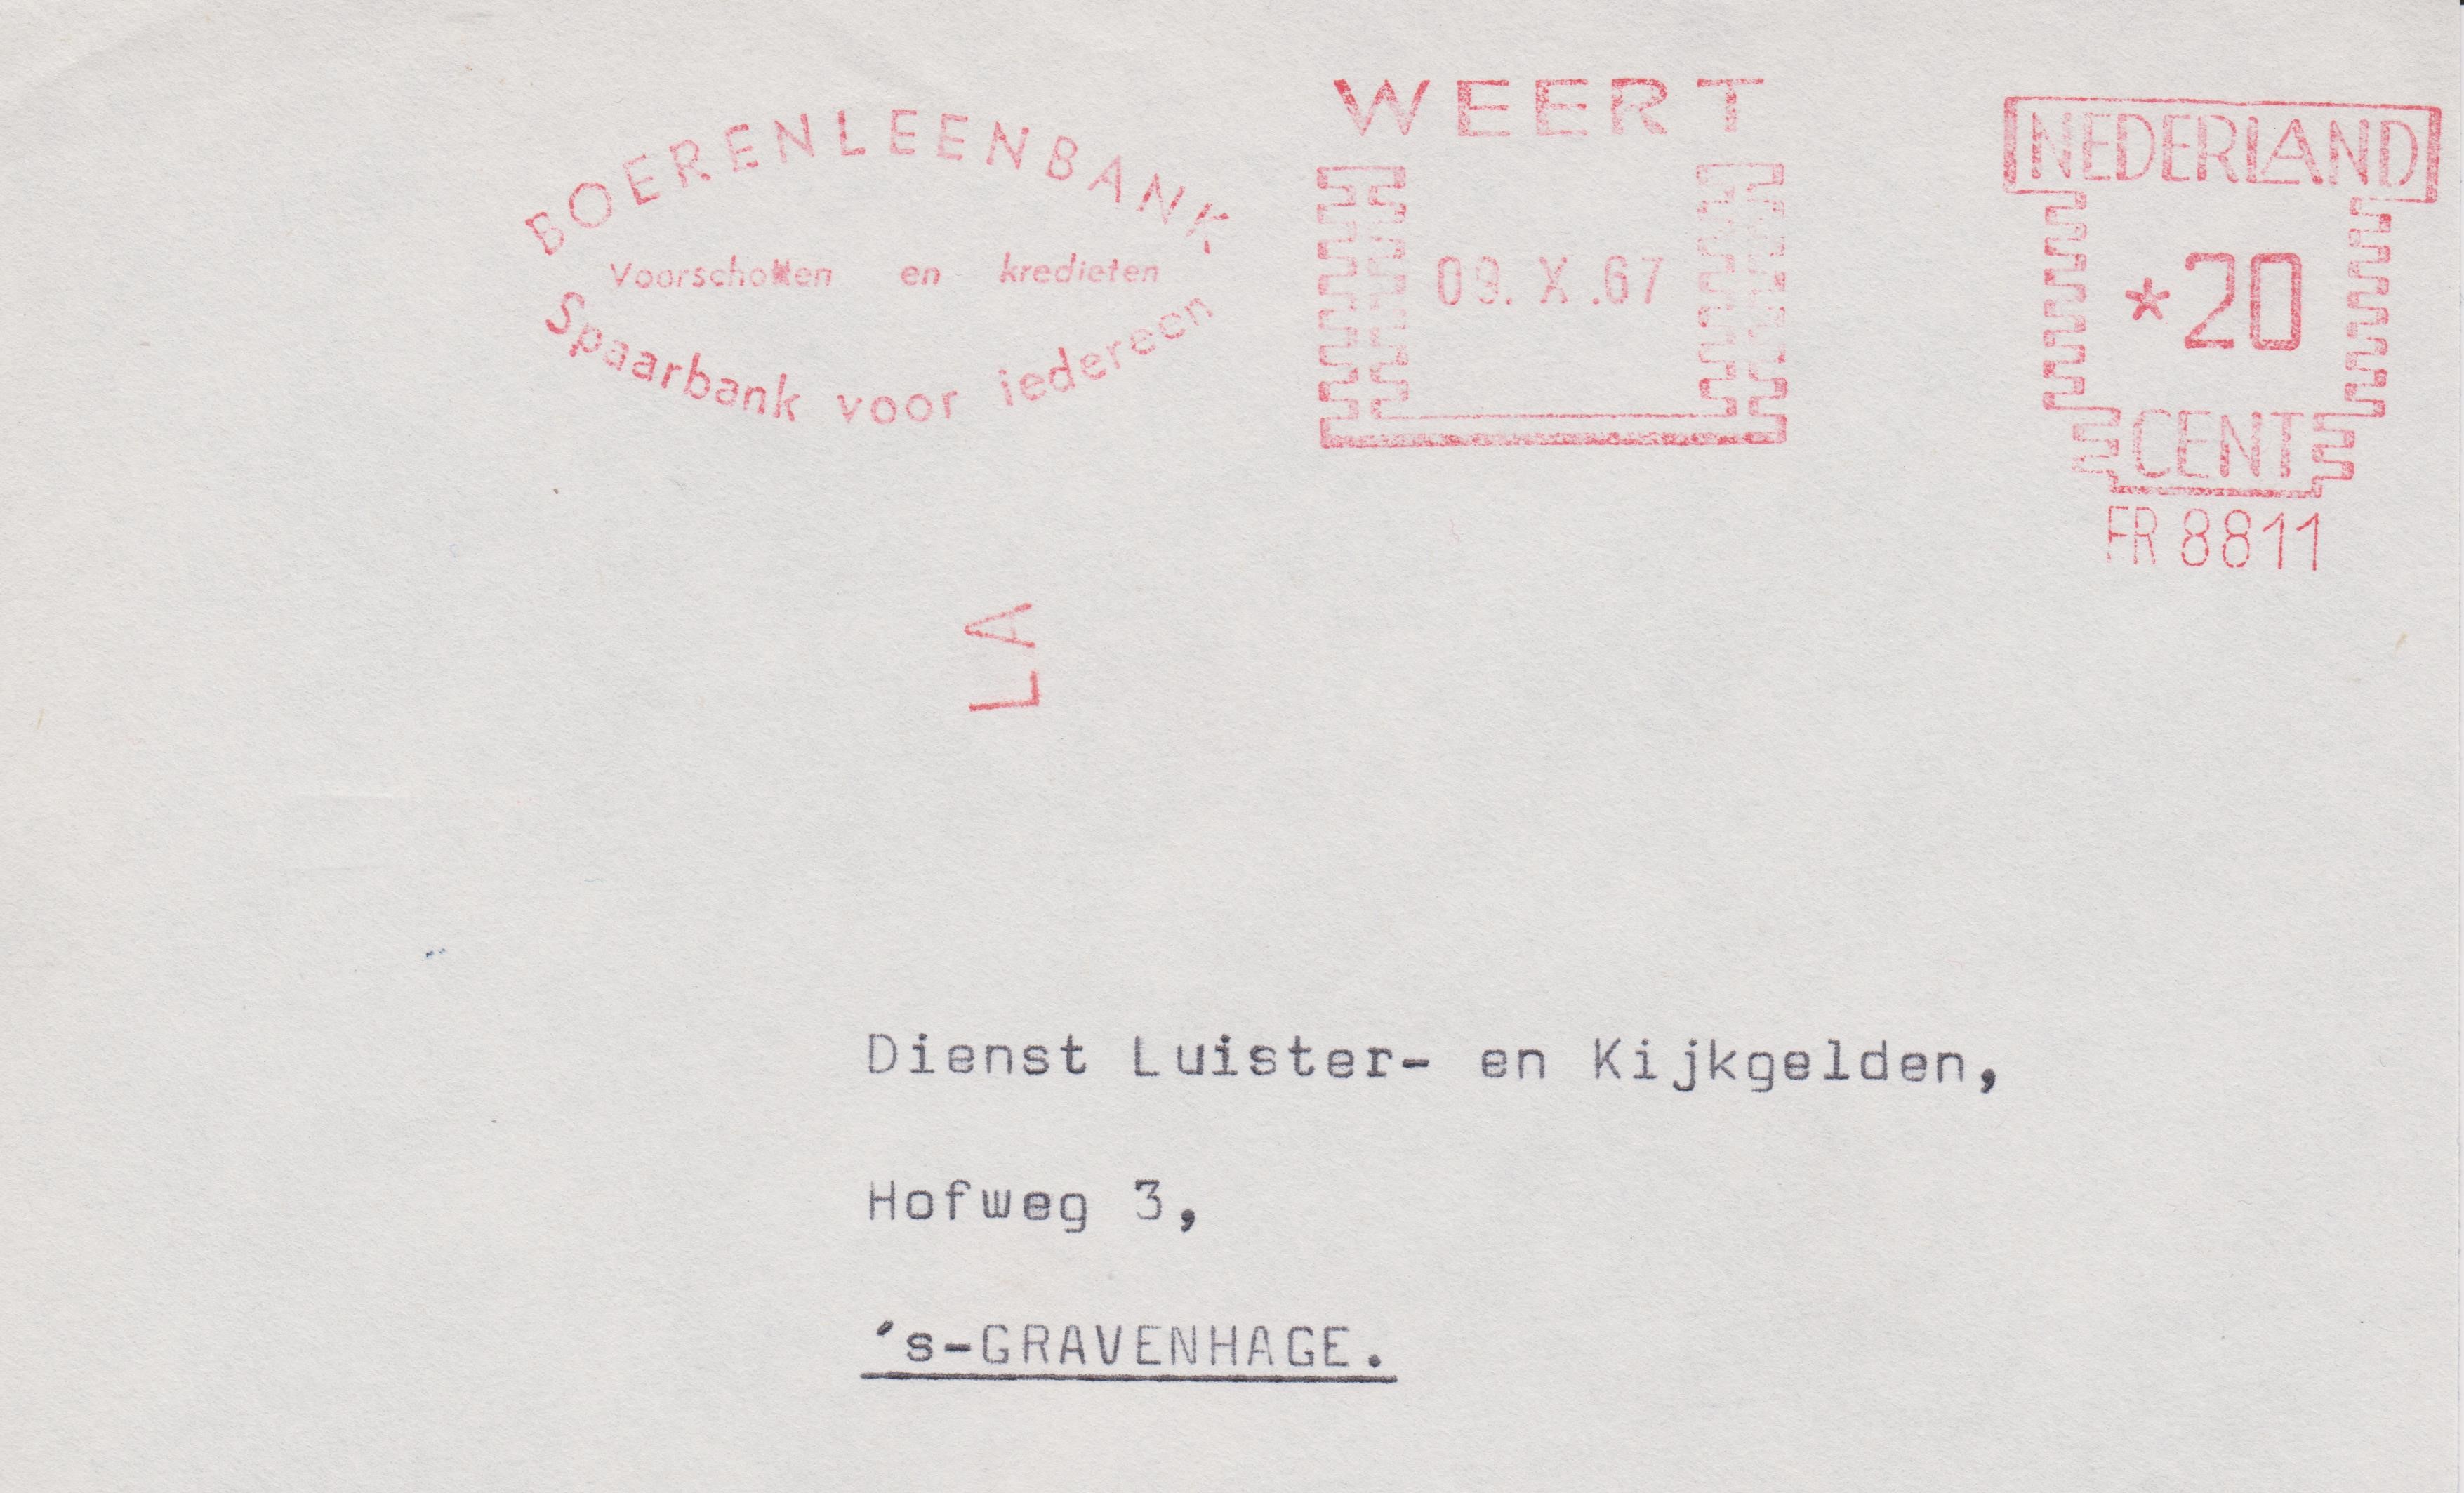 BOERENLEENBANK
Voorschotten en kredieten
Spaarbank voor iedereen
WEERT
09.X.67
NEDERLAND
*20
CENT
FR 8811
LA
Dienst Luister- en Kijkgelden,
Hofweg 3,
's-GRAVENHAGE.